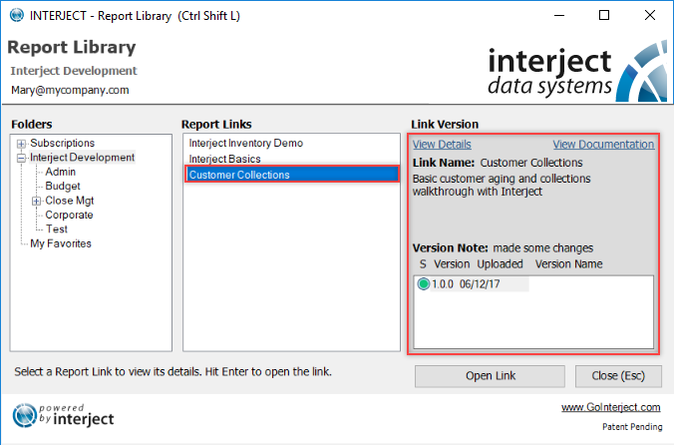 INTERJECT - Report Library (Ctrl Shift L)
Report Library
Interject Development
Mary@mycompany.com
interject
data systems
Folders
Subscriptions
Interject Development
Admin
Budget
Close Mgt
Corporate
Test
My Favorites
Report Links
Interject Inventory Demo
Interject Basics
Customer Collections
Link Version
View Details View Documentation
Link Name: Customer Collections
Basic customer aging and collections
walkthrough with Interject
Version Note: made some changes
S Version Uploaded Version Name
1.0.0 06/12/17
Select a Report Link to view its details. Hit Enter to open the link.
Open Link Close (Esc)
powered
by interject
www.GoInterject.com
Patent Pending